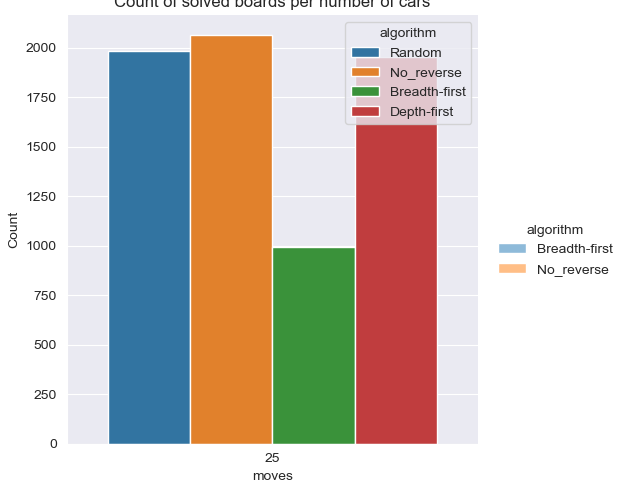 Count of solved boards per number of cars
algorithm
Random
No_reverse
Breadth-first
Depth-first
2000
1750
1500
1250
1000
750
500
250
0
Count
25
moves
algorithm
Breadth-first
No_reverse